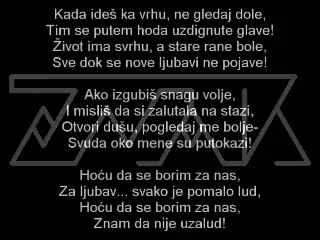 Kada ideš ka vrhu, ne gledaj dole,
Tim se putem hoda uzdignute glave!
Život ima svrhu, a stare rane bole,
Sve dok se nove ljubavi ne pojave!
Ako izgubiš snagu volje,
I misliš da si zalutala na stazi,
Otvori dušu, pogledaj me bolje-
Svuda oko mene su putokazi!
Hoću da se borim za nas,
Za ljubav... svako je pomalo lud,
Hoću da se borim za nas,
Znam da nije uzalud!